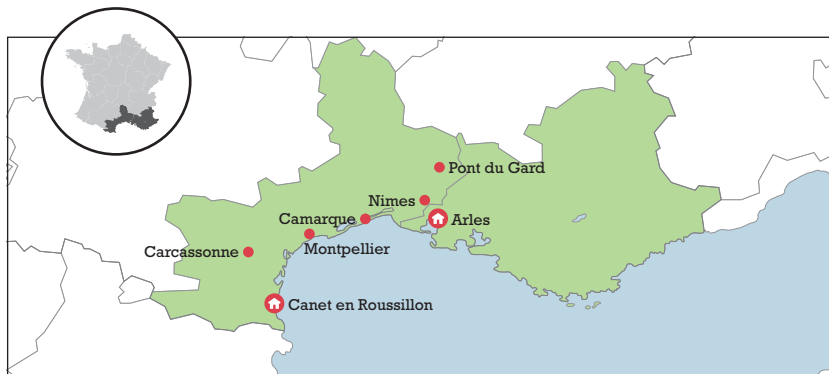 Pont du Gard
Nimes
Camarque
Arles
Carcassonne
Montpellier
Canet en Roussillon